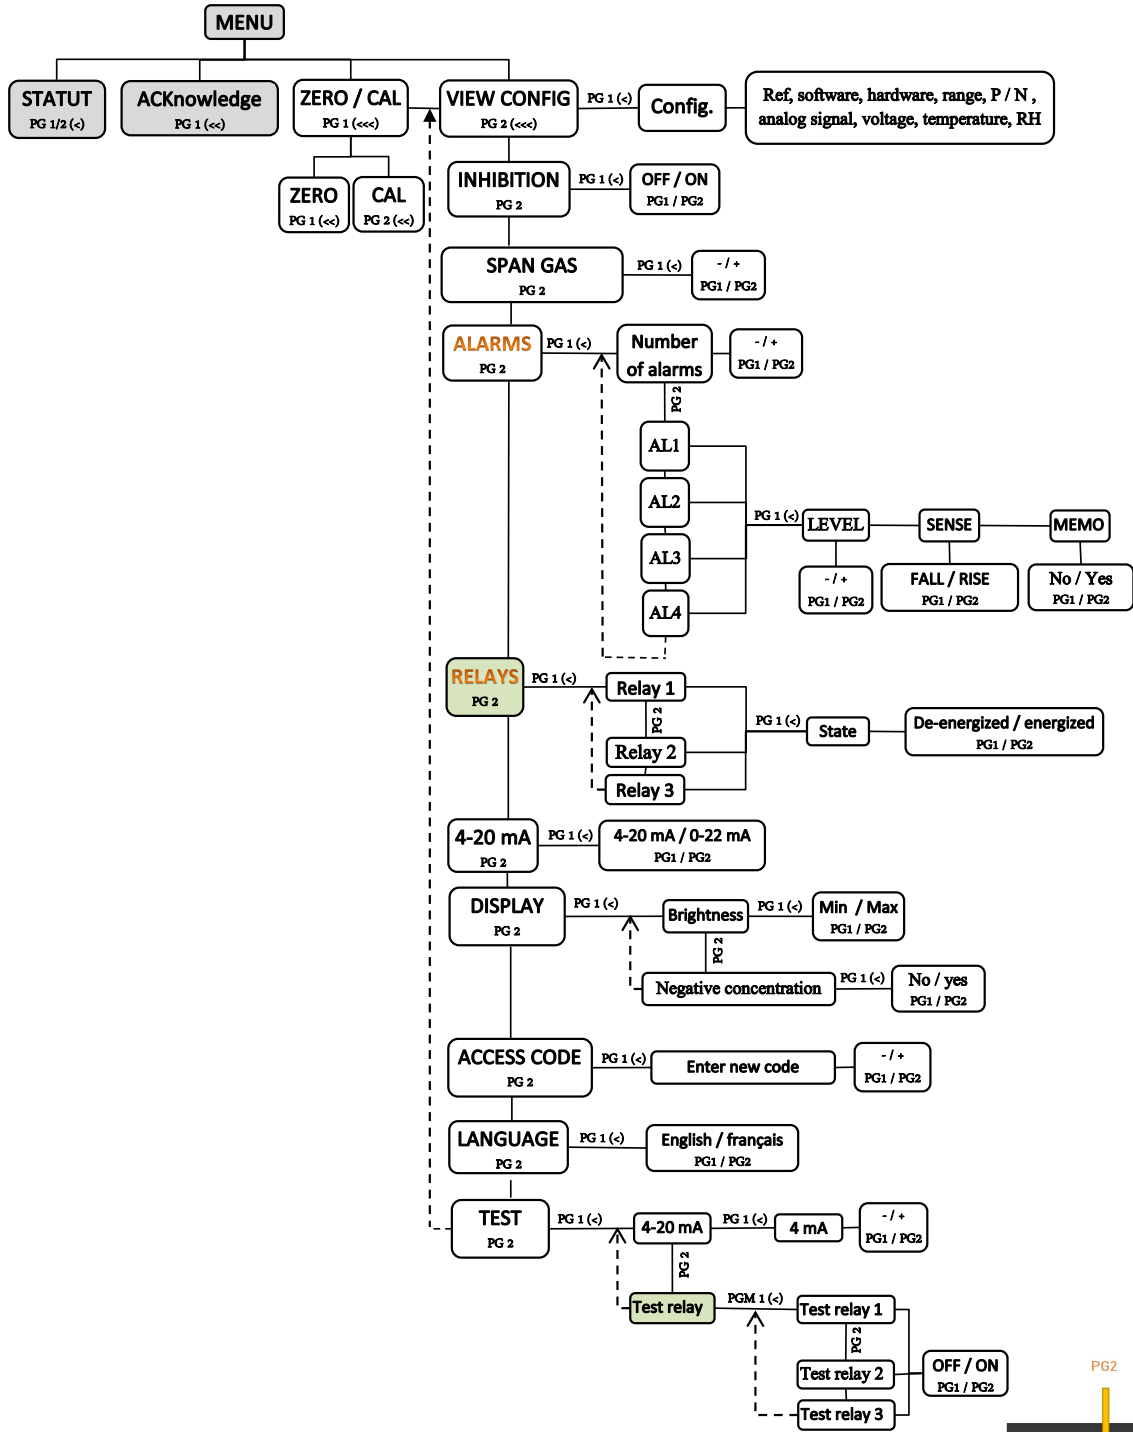 MENU
STATUT
PG 1/2 (<)
ACKnowledge
PG 1 (<<)
ZERO / CAL
PG 1 (<<<)
VIEW CONFIG
PG 2 (<<<)
PG 1 (<)
Config.
Ref, software, hardware, range, P / N ,
analog signal, voltage, temperature, RH
ZERO
PG 1 (<<)
CAL
PG 2 (<<)
INHIBITION
PG 2
PG 1 (<)
OFF / ON
PG1 / PG2
SPAN GAS
PG 2
PG 1 (<)
- / +
PG1 / PG2
ALARMS
PG 2
PG 1 (<)
Number
of alarms
- / +
PG1 / PG2
PG 2
AL1
AL2
AL3
AL4
PG 1 (<)
LEVEL
SENSE
MEMO
- / +
PG1 / PG2
FALL / RISE
PG1 / PG2
No / Yes
PG1 / PG2
RELAYS
PG 2
PG 1 (<)
Relay 1
PG 2
Relay 2
Relay 3
PG 1 (<)
State
De-energized / energized
PG1 / PG2
4-20 mA
PG 2
PG 1 (<)
4-20 mA / 0-22 mA
PG1 / PG2
DISPLAY
PG 2
PG 1 (<)
Brightness
PG 1 (<)
Min / Max
PG1 / PG2
PG 2
Negative concentration
PG 1 (<)
No / yes
PG1 / PG2
ACCESS CODE
PG 2
PG 1 (<)
Enter new code
- / +
PG1 / PG2
LANGUAGE
PG 2
PG 1 (<)
English / français
PG1 / PG2
TEST
PG 2
PG 1 (<)
4-20 mA
PG 1 (<)
4 mA
- / +
PG1 / PG2
PG 2
Test relay
PGM 1 (<)
Test relay 1
PG 2
Test relay 2
Test relay 3
OFF / ON
PG1 / PG2
PG2